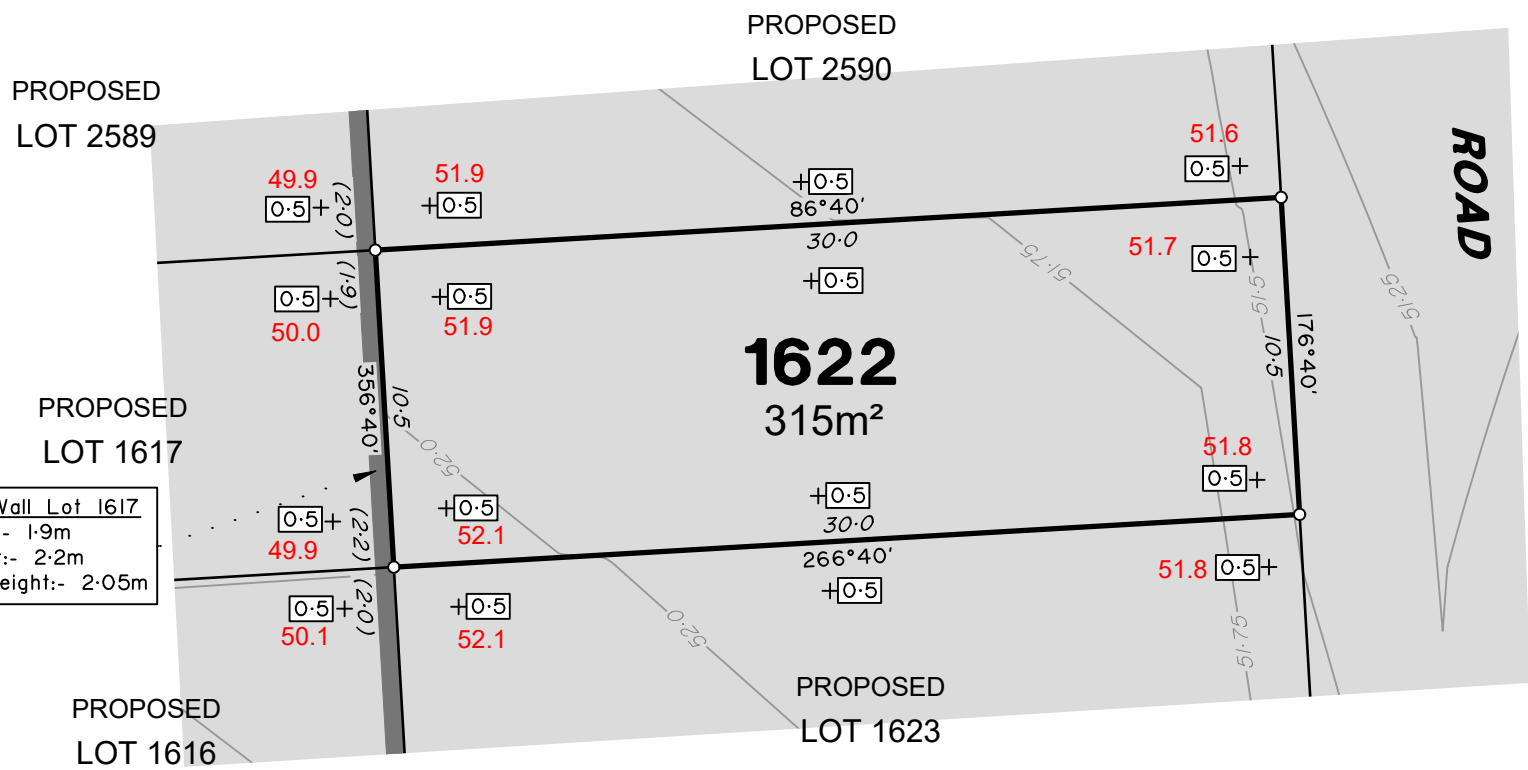 PROPOSED
LOT 2590
PROPOSED
LOT 2589
ROAD
51.6
0·5
49.9
0·5
(2·0)
51.9
0·5
0·5
86°40'
30·0
51.7
0·5
51·75
51·5
51·25
0·5
50.0
(1·9)
0·5
51.9
0·5
1622
315m²
356°40'
10·5
10·5
176°40'
PROPOSED
LOT 1617
52·0
Wall Lot 1617
- 1·9m
:- 2·2m
eight:- 2·05m
0·5
49.9
(2·2)
0·5
52.1
0·5
30·0
266°40'
51.8
0·5
0·5
50.1
(2·0)
0·5
52.1
0·5
52·0
51.8
0·5
51·75
PROPOSED
LOT 1616
PROPOSED
LOT 1623